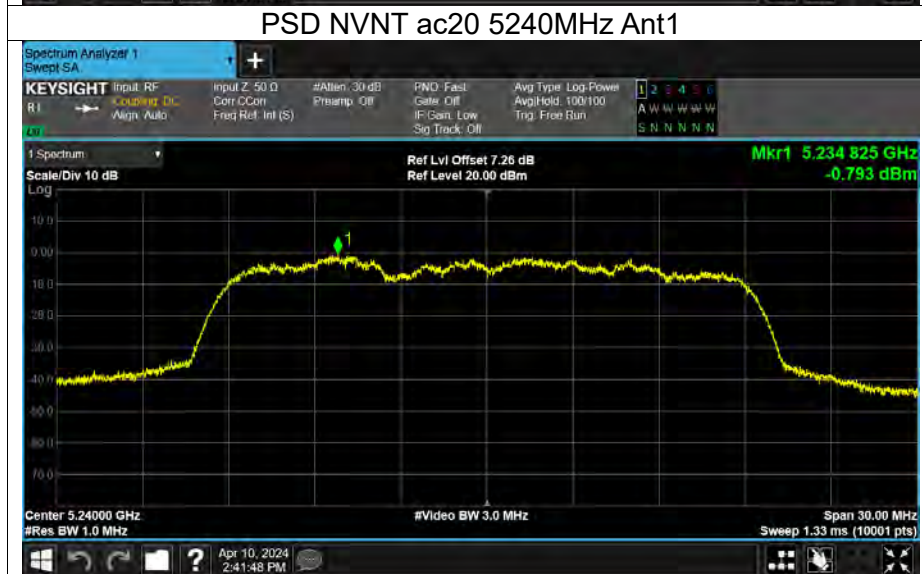 PSD NVNT ac20 5240MHz Ant1
Spectrum Analyzer 1
Swept SA
+
KEYSIGHT Input: RF Input Z: 50 Ω #Atten: 30 dB PNO: Fast Avg Type: Log-Power 1 2 3 4 5 6
Coupling: DC Corr CCorr Preamp: Off Gate: Off Avg|Hold: 100/100 A W W W W W
Align: Auto Freq Ref: Int (S) IF Gain: Low Trig: Free Run
Sig Track: Off S N N N N N
1 Spectrum Ref Lvl Offset 7.26 dB Mkr1 5.234 825 GHz
Scale/Div 10 dB Ref Level 20.00 dBm -0.793 dBm
Log
10.0
1
0.00
-10.0
-20.0
-30.0
-40.0
-50.0
-60.0
-70.0
Center 5.24000 GHz #Video BW 3.0 MHz Span 30.00 MHz
#Res BW 1.0 MHz Sweep 1.33 ms (10001 pts)
? Apr 10, 2024
2:41:48 PM